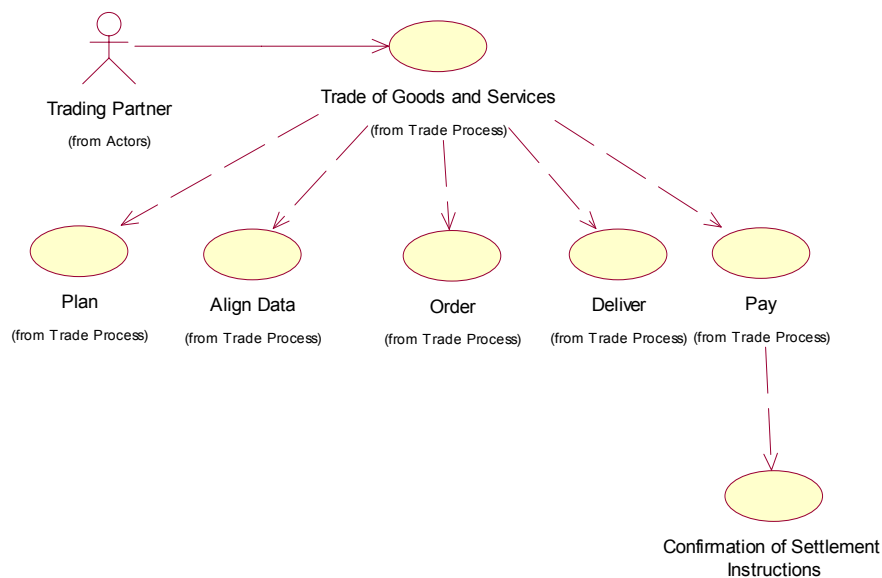 Trading Partner
(from Actors)
Trade of Goods and Services
(from Trade Process)
Plan
(from Trade Process)
Align Data
(from Trade Process)
Order
(from Trade Process)
Deliver
(from Trade Process)
Pay
(from Trade Process)
Confirmation of Settlement
Instructions